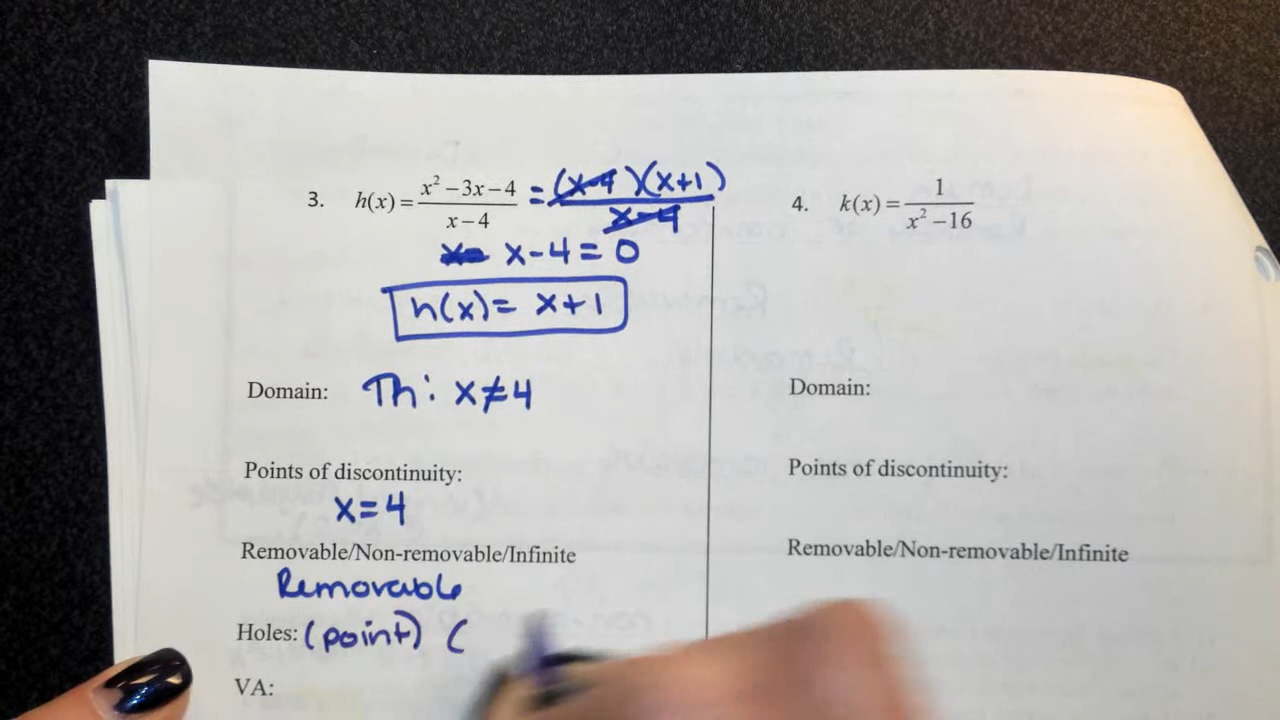 3. h(x) = x² – 3x – 4 / x – 4 = (x-4)(x+1) / x-4
x-4=0
h(x) = x+1
Domain: Th: x≠4
Points of discontinuity:
x=4
Removable/Non-removable/Infinite
Removable
Holes: (point) (
VA:
4. k(x) = 1 / x² – 16
Domain:
Points of discontinuity:
Removable/Non-removable/Infinite